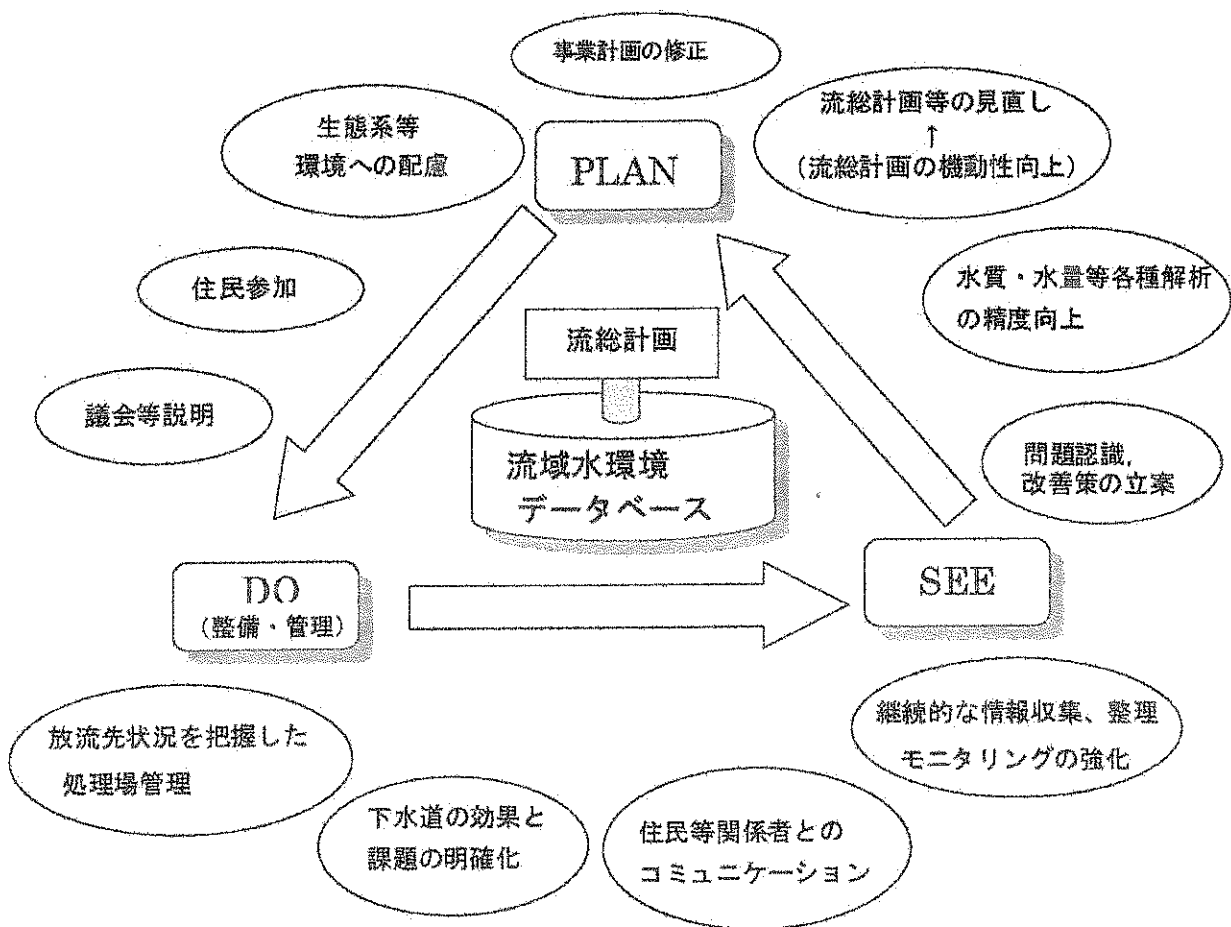 事業計画の修正
生態系等
環境への配慮
PLAN
流総計画等の見直し
↑
(流総計画の機動性向上)
住民参加
水質・水量等各種解析
の精度向上
流総計画
議会等説明
流域水環境
データベース
問題認識,
改善策の立案
DO
(整備・管理)
SEE
放流先状況を把握した
処理場管理
継続的な情報収集、整理
モニタリングの強化
下水道の効果と
課題の明確化
住民等関係者との
コミュニケーション